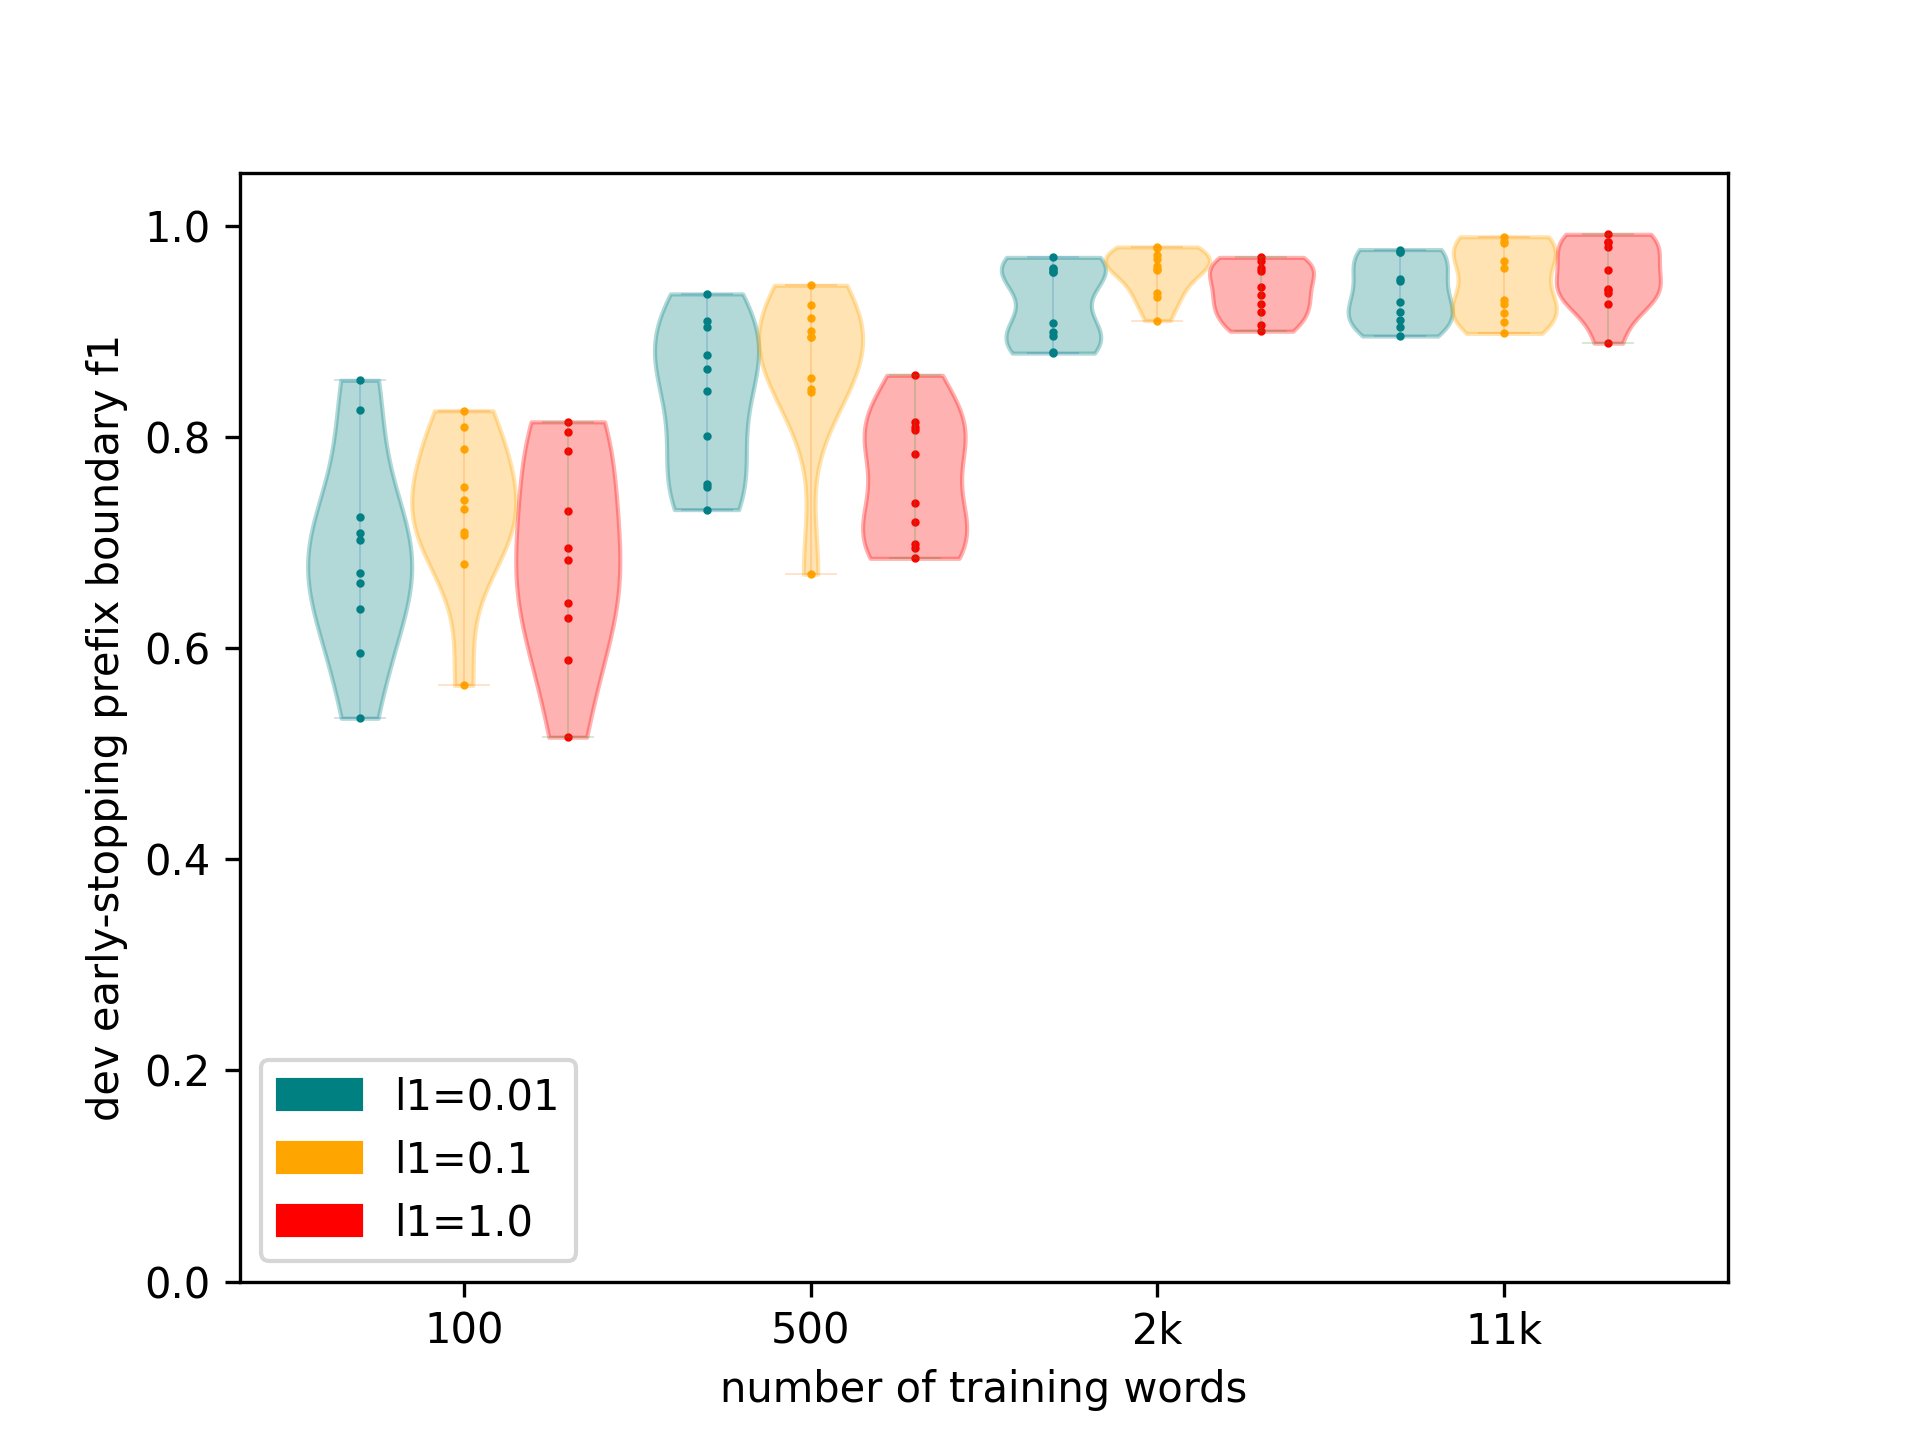 1.0
0.8
0.6
0.4
0.2
0.0
dev early-stopping prefix boundary f1
l1=0.01
l1=0.1
l1=1.0
100 500 2k 11k
number of training words